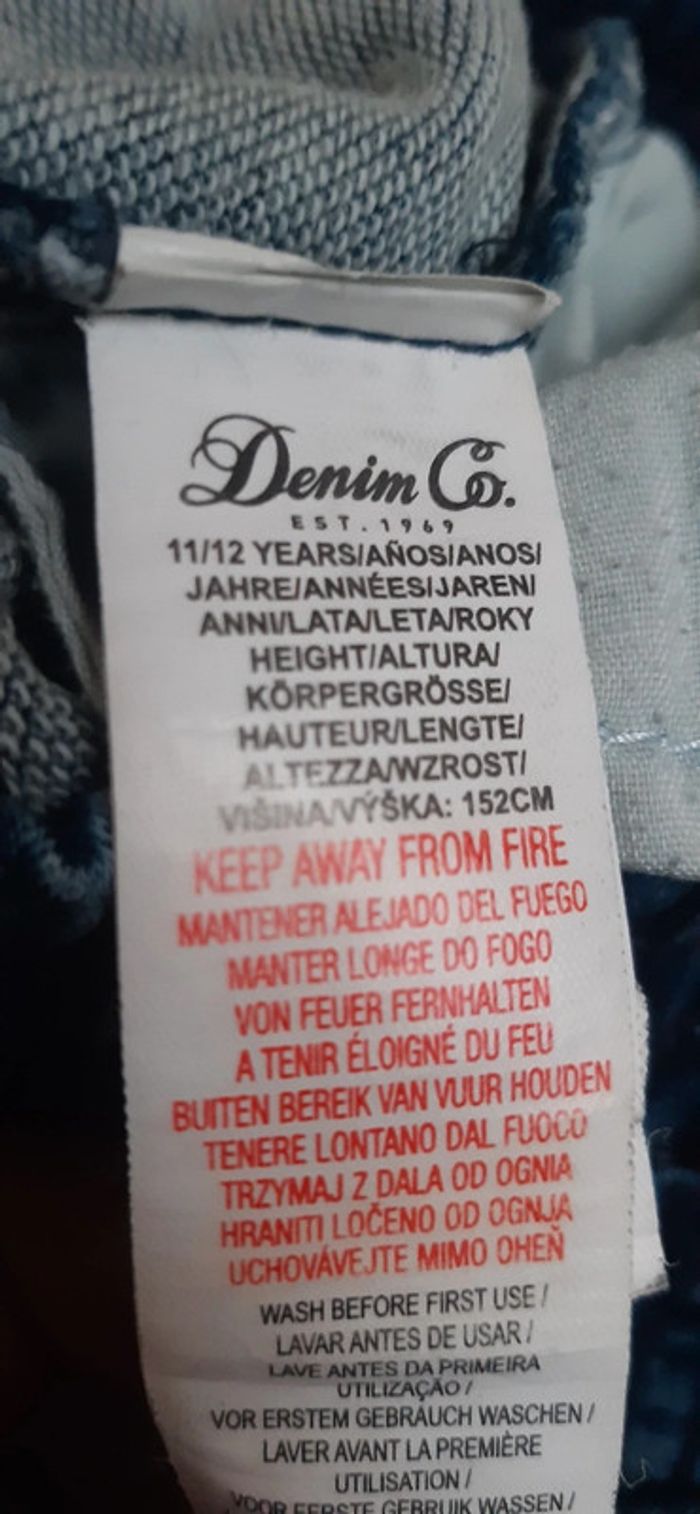 Denim Co.
EST. 1969
11/12 YEARS/AÑOS/ANOS/
JAHRE/ANNÉES/JAREN/
ANNI/LATA/LETA/ROKY
HEIGHT/ALTURA/
KÖRPERGRÖSSE/
HAUTEUR/LENGTE/
ALTEZZA/WZROST/
VIŠINA/VÝŠKA: 152CM
KEEP AWAY FROM FIRE
MANTENER ALEJADO DEL FUEGO
MANTER LONGE DO FOGO
VON FEUER FERNHALTEN
A TENIR ÉLOIGNÉ DU FEU
BUITEN BEREIK VAN VUUR HOUDEN
TENERE LONTANO DAL FUOCO
TRZYMAJ Z DALA OD OGNIA
HRANITI LOČENO OD OGNJA
UCHOVÁVEJTE MIMO OHEŇ
WASH BEFORE FIRST USE /
LAVAR ANTES DE USAR /
LAVE ANTES DA PRIMEIRA
UTILIZAÇÃO /
VOR ERSTEM GEBRAUCH WASCHEN /
LAVER AVANT LA PREMIÈRE
UTILISATION /
VOOR EERSTE GEBRUIK WASSEN /